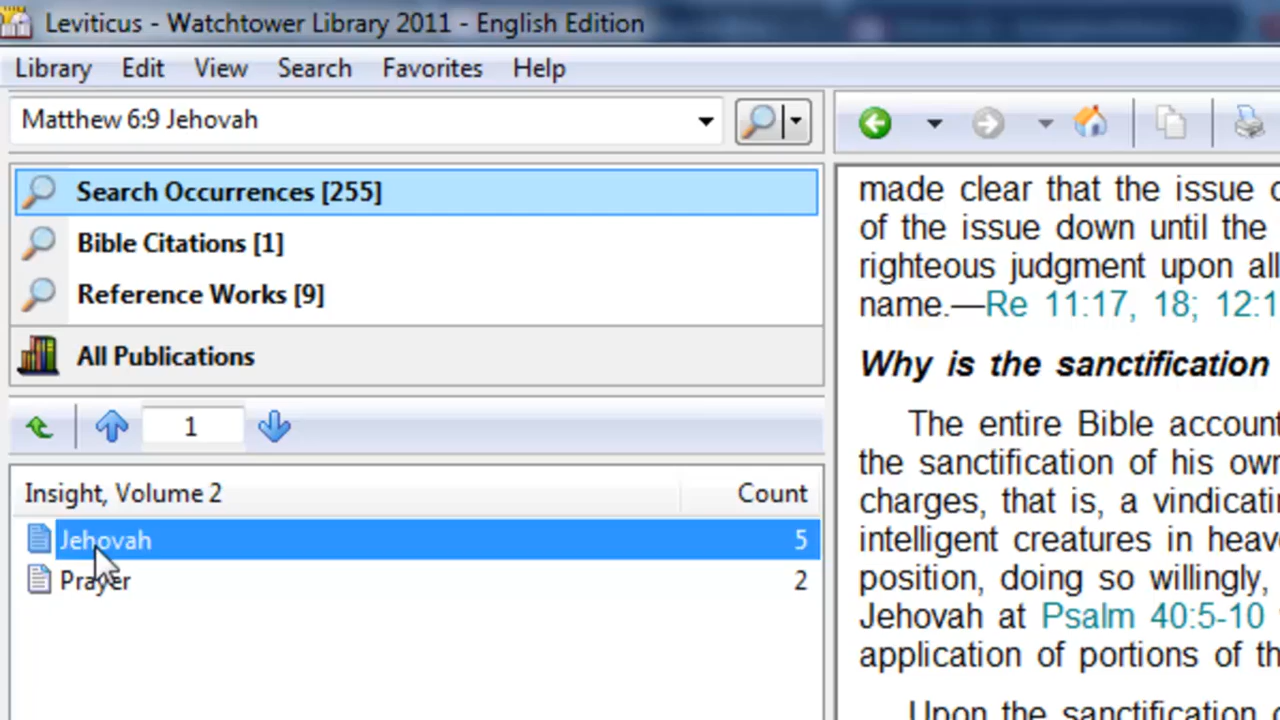 Leviticus - Watchtower Library 2011 - English Edition
Library Edit View Search Favorites Help
Matthew 6:9 Jehovah
Search Occurrences [255]
Bible Citations [1]
Reference Works [9]
All Publications
1
Insight, Volume 2 Count
Jehovah 5
Prayer 2
made clear that the issue
of the issue down until the
righteous judgment upon all
name.—Re 11:17, 18; 12:1
Why is the sanctification
The entire Bible account
the sanctification of his own
charges, that is, a
intelligent creatures in
position, doing so willingly,
Jehovah at Psalm 40:5-10
application of portions of
Upon the sanctification